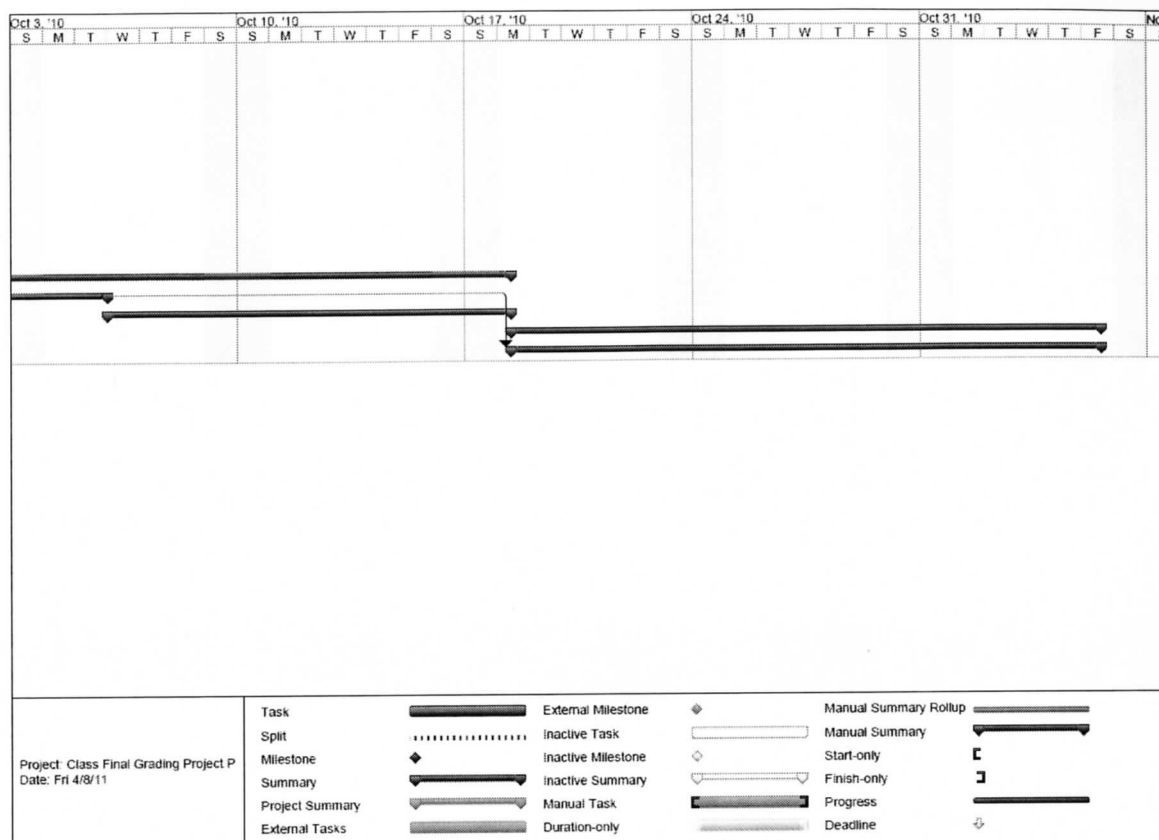 Oct 3, '10 Oct 10, '10 Oct 17, '10 Oct 24, '10 Oct 31, '10 No
S M T W T F S S M T W T F S S M T W T F S S M T W T F S S M T W T F S
Project: Class Final Grading Project P
Date: Fri 4/8/11
Task
Split
Milestone
Summary
Project Summary
External Tasks
External Milestone
Inactive Task
Inactive Milestone
Inactive Summary
Manual Task
Duration-only
Manual Summary Rollup
Manual Summary
Start-only
Finish-only
Progress
Deadline